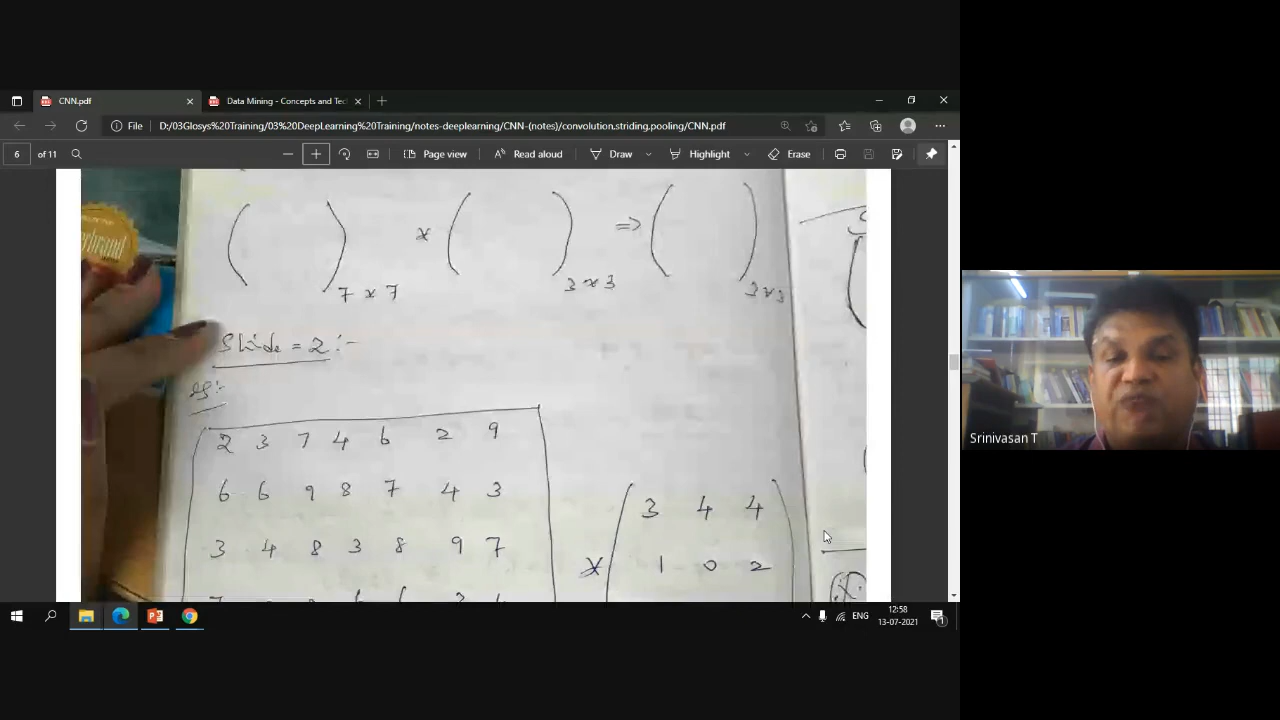 CNN.pdf
Data Mining - Concepts and Tec
File D:/03Glosys%20Training/03%20DeepLearning%20Training/notes-deeplearning/CNN-(notes)/convolution.striding.pooling/CNN.pdf
6 of 11 Page view Read aloud Draw Highlight Erase
* =>
7 x 7 3 x 3 3 x 3
Stride = 2 :-
2 3 7 4 6 2 9
6 6 9 8 7 4 3
3 4 4
3 4 8 3 8 9 7
* 1 0 2
Srinivasan T
ENG 12:58
13-07-2021